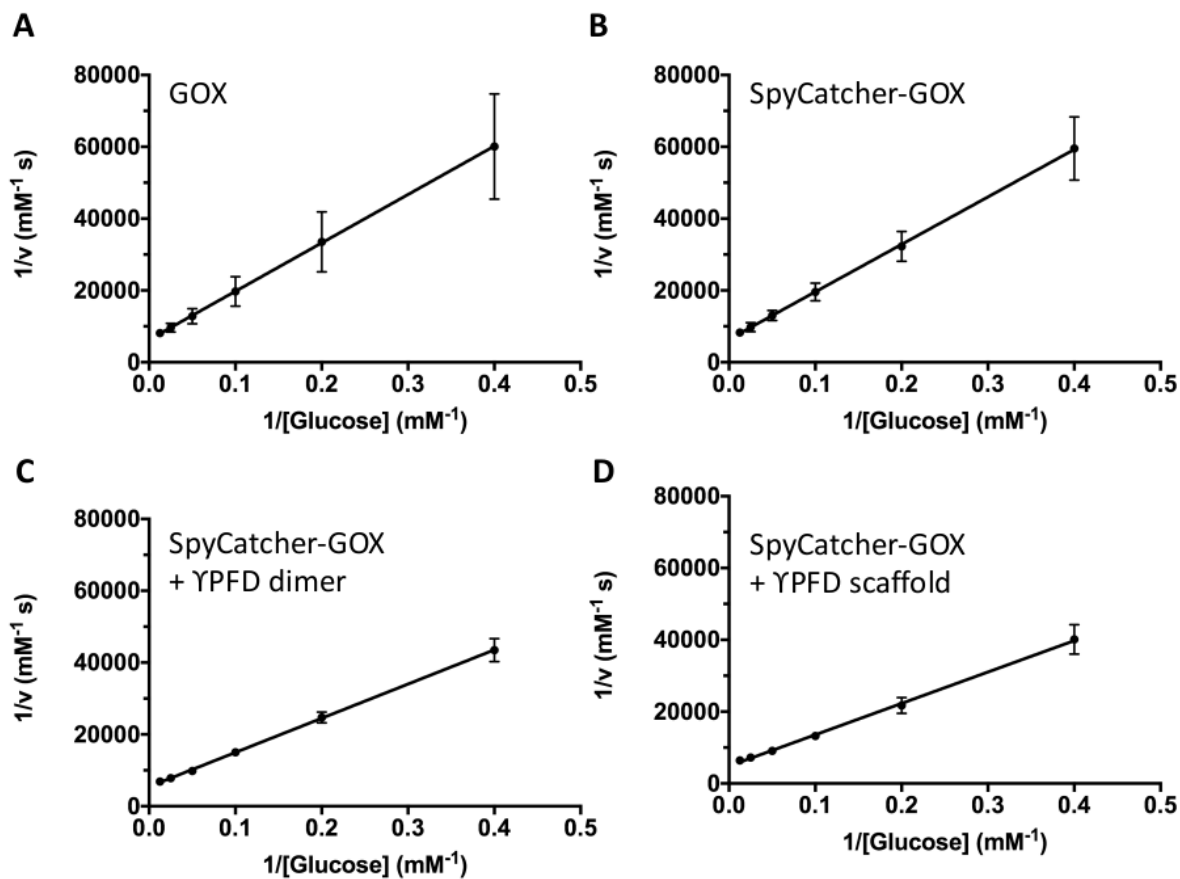 A
GOX
80000
60000
40000
20000
0
1/v (mM-1 s)
0.0 0.1 0.2 0.3 0.4 0.5
1/[Glucose] (mM-1)
B
SpyCatcher-GOX
80000
60000
40000
20000
0
1/v (mM-1 s)
0.0 0.1 0.2 0.3 0.4 0.5
1/[Glucose] (mM-1)
C
SpyCatcher-GOX
+ ϒPFD dimer
80000
60000
40000
20000
0
1/v (mM-1 s)
0.0 0.1 0.2 0.3 0.4 0.5
1/[Glucose] (mM-1)
D
SpyCatcher-GOX
+ ϒPFD scaffold
80000
60000
40000
20000
0
1/v (mM-1 s)
0.0 0.1 0.2 0.3 0.4 0.5
1/[Glucose] (mM-1)